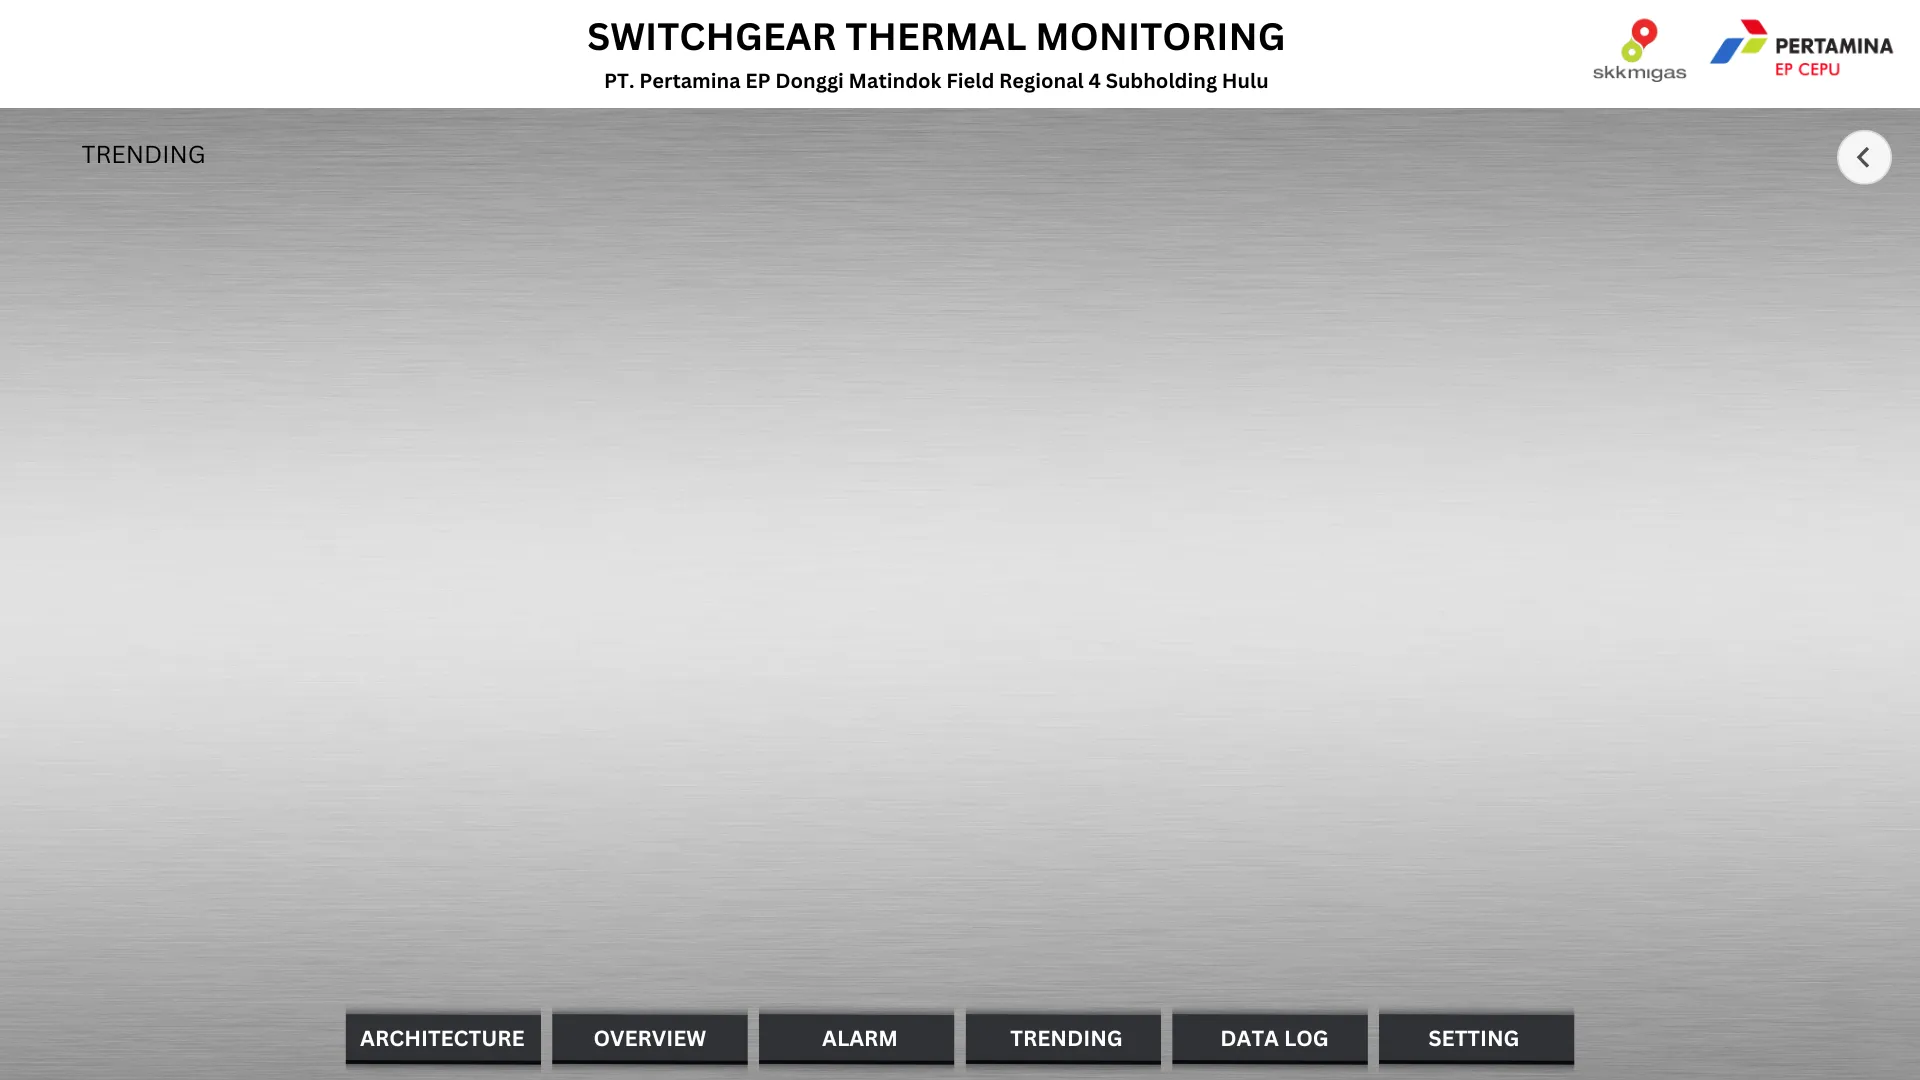 SWITCHGEAR THERMAL MONITORING
PT. Pertamina EP Donggi Matindok Field Regional 4 Subholding Hulu
skkmigas
PERTAMINA
EP CEPU
TRENDING
ARCHITECTURE
OVERVIEW
ALARM
TRENDING
DATA LOG
SETTING